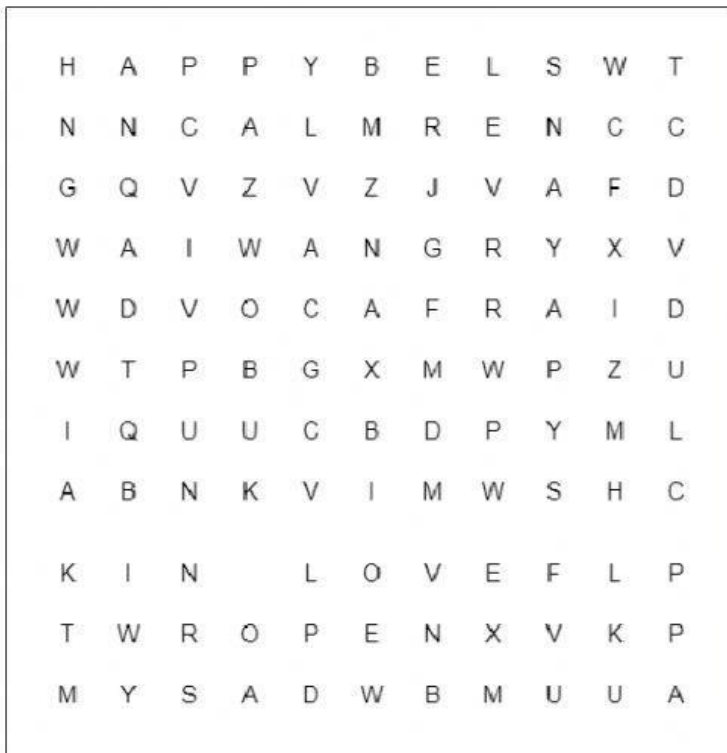 H A P P Y B E L S W T
N N C A L M R E N C C
G Q V Z V Z J V A F D
W A I W A N G R Y X V
W D V O C A F R A I D
W T P B G X M W P Z U
I Q U U C B D P Y M L
A B N K V I M W S H C
K I N L O V E F L P
T W R O P E N X V K P
M Y S A D W B M U U A